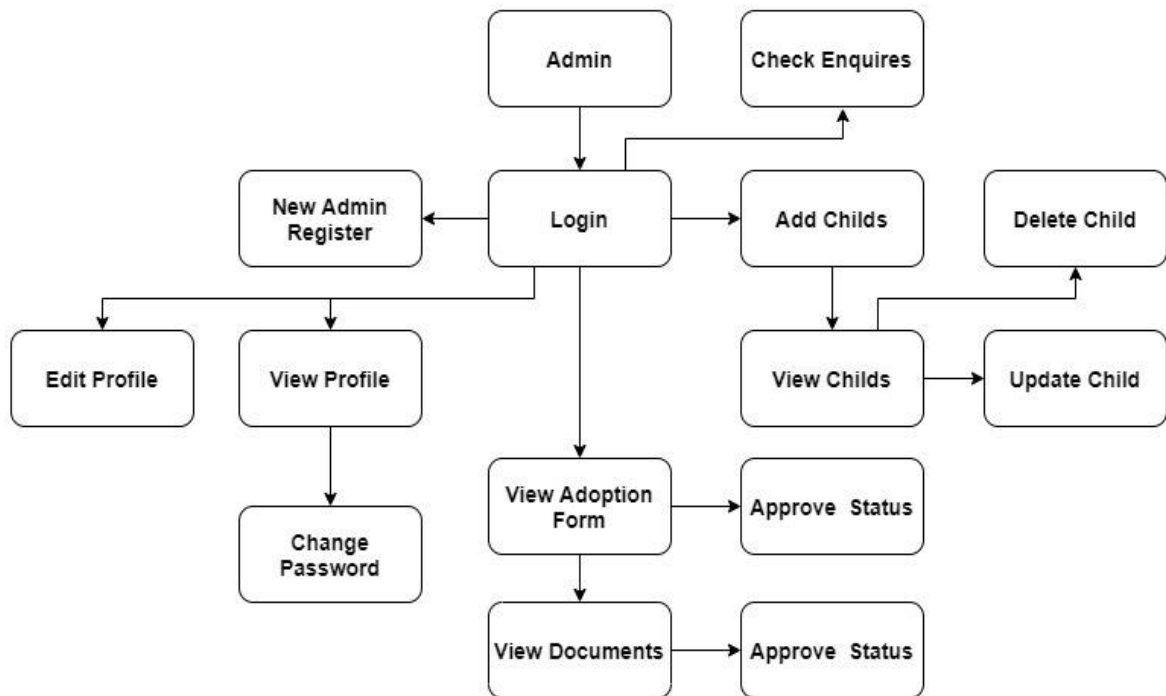 Admin
Check Enquires
New Admin
Register
Login
Add Childs
Delete Child
Edit Profile
View Profile
View Childs
Update Child
View Adoption
Form
Approve Status
Change
Password
View Documents
Approve Status